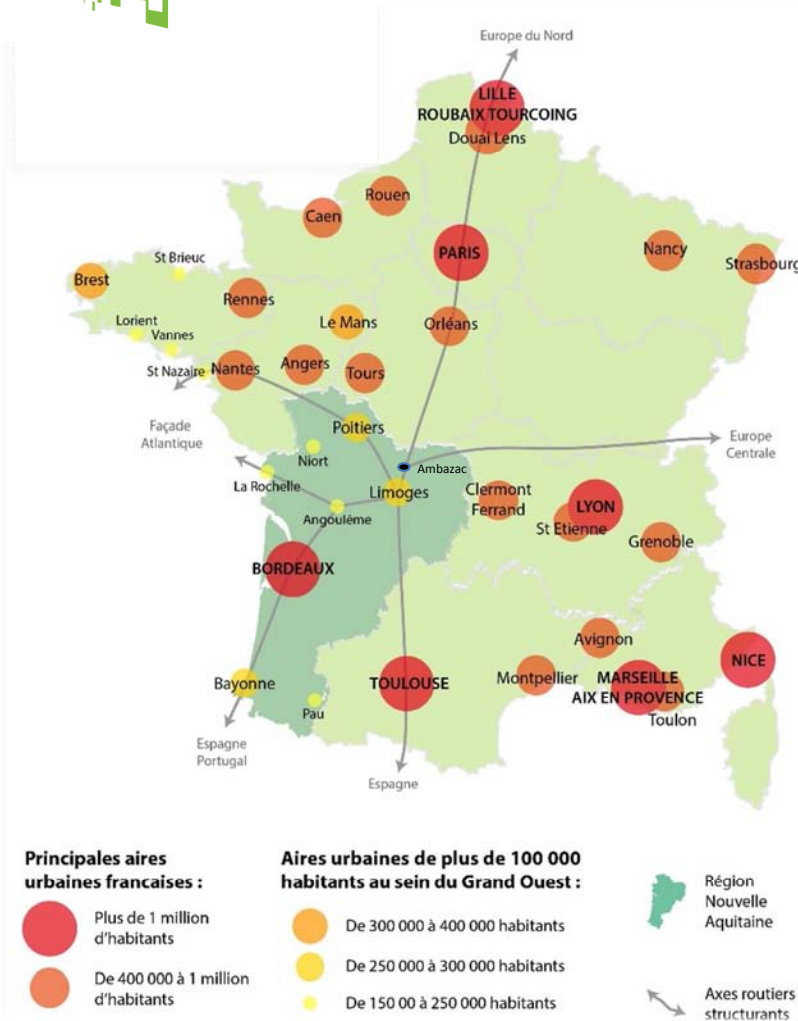 Europe du Nord
LILLE
ROUBAIX TOURCOING
Douai Lens
Rouen
Caen
PARIS
Nancy
Strasbourg
St Brieuc
Brest
Rennes
Lorient
Vannes
Le Mans
Orléans
St Nazaire
Nantes
Angers
Tours
Façade
Atlantique
Poitiers
Europe
Centrale
Niort
Ambazac
La Rochelle
Limoges
Clermont
Ferrand
LYON
Angoulème
St Etienne
Grenoble
BORDEAUX
Avignon
NICE
Bayonne
TOULOUSE
Montpellier
MARSEILLE
AIX EN PROVENCE
Pau
Toulon
Espagne
Portugal
Espagne
Principales aires
urbaines francaises :
Plus de 1 million
d'habitants
De 400 000 à 1 million
d'habitants
Aires urbaines de plus de 100 000
habitants au sein du Grand Ouest :
De 300 000 à 400 000 habitants
De 250 000 à 300 000 habitants
De 150 00 à 250 000 habitants
Région
Nouvelle
Aquitaine
Axes routiers
structurants